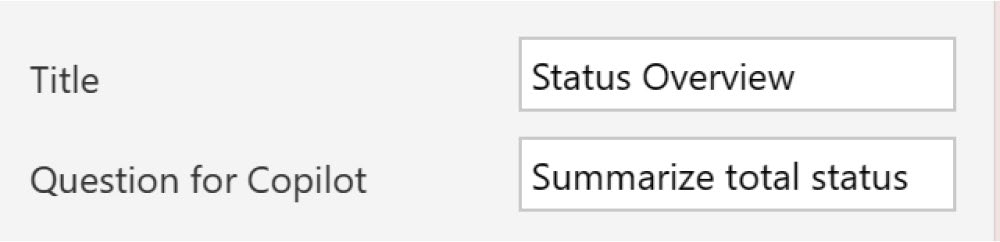 Title
Status Overview
Question for Copilot
Summarize total status